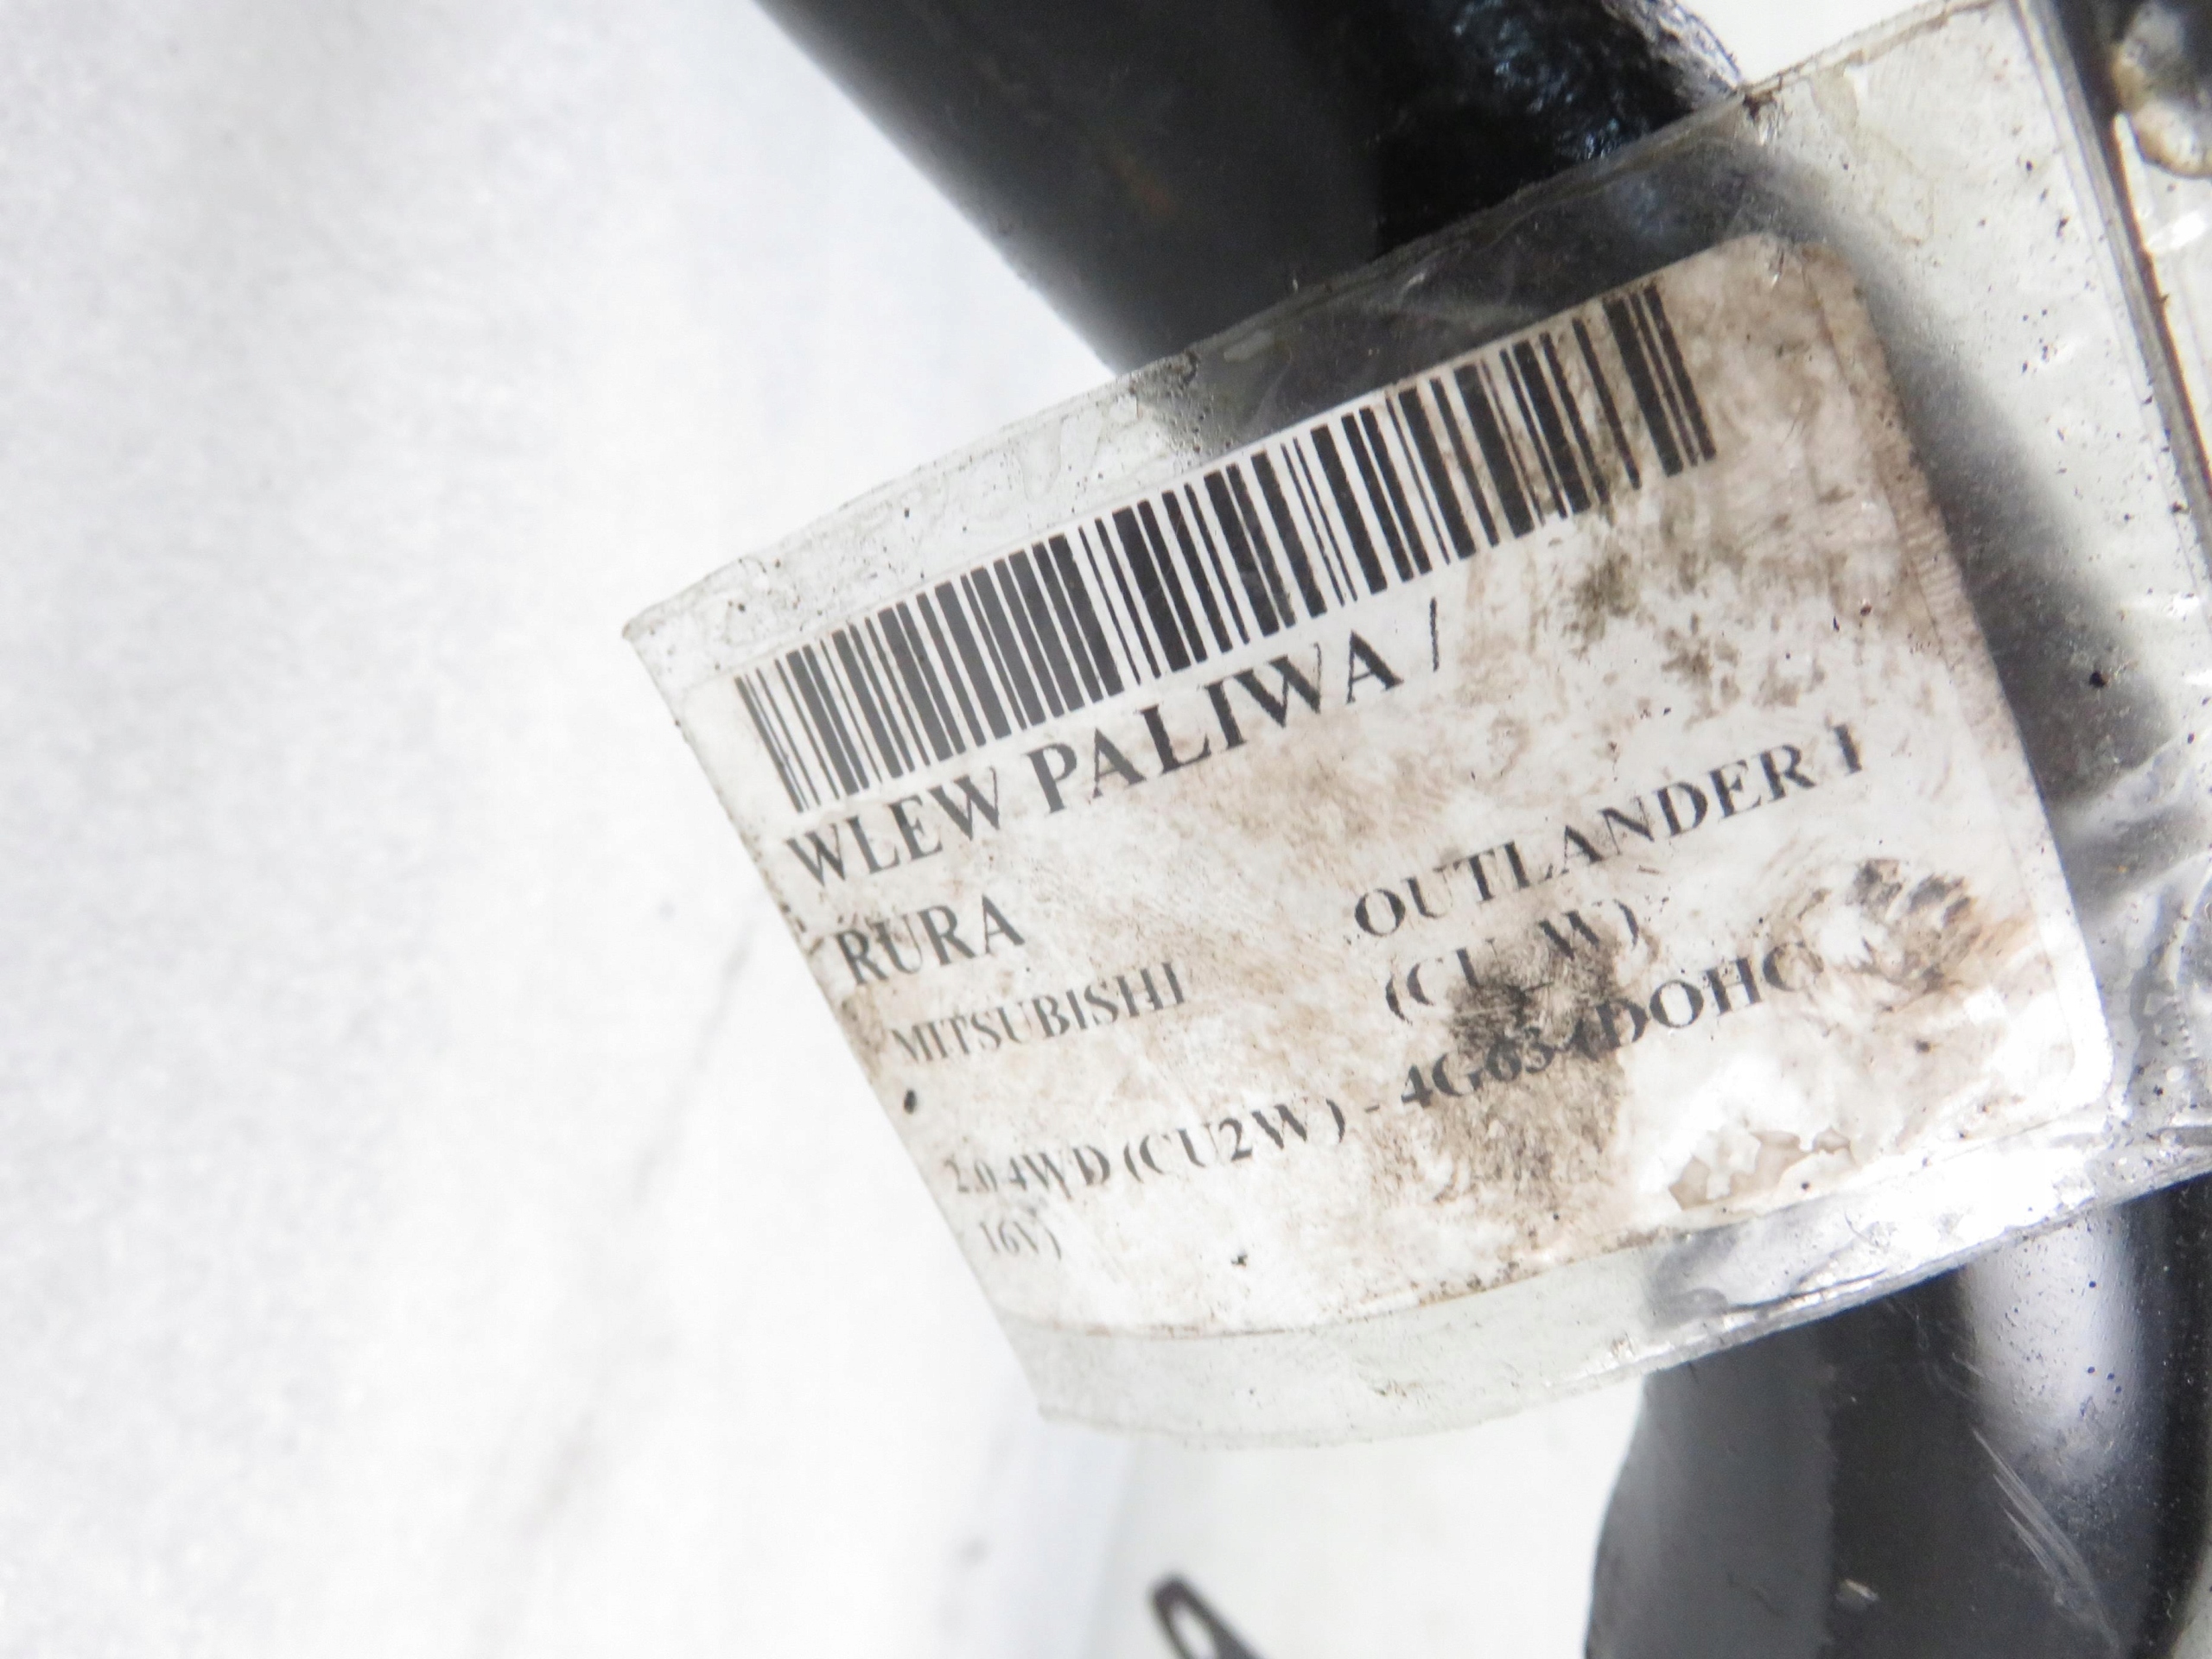 WLEW PALIWA /
RURA
MITSUBISHI
OUTLANDER I
(CU_W)
2.0 4WD (CU2W) - 4G63 (DOHC
16V)